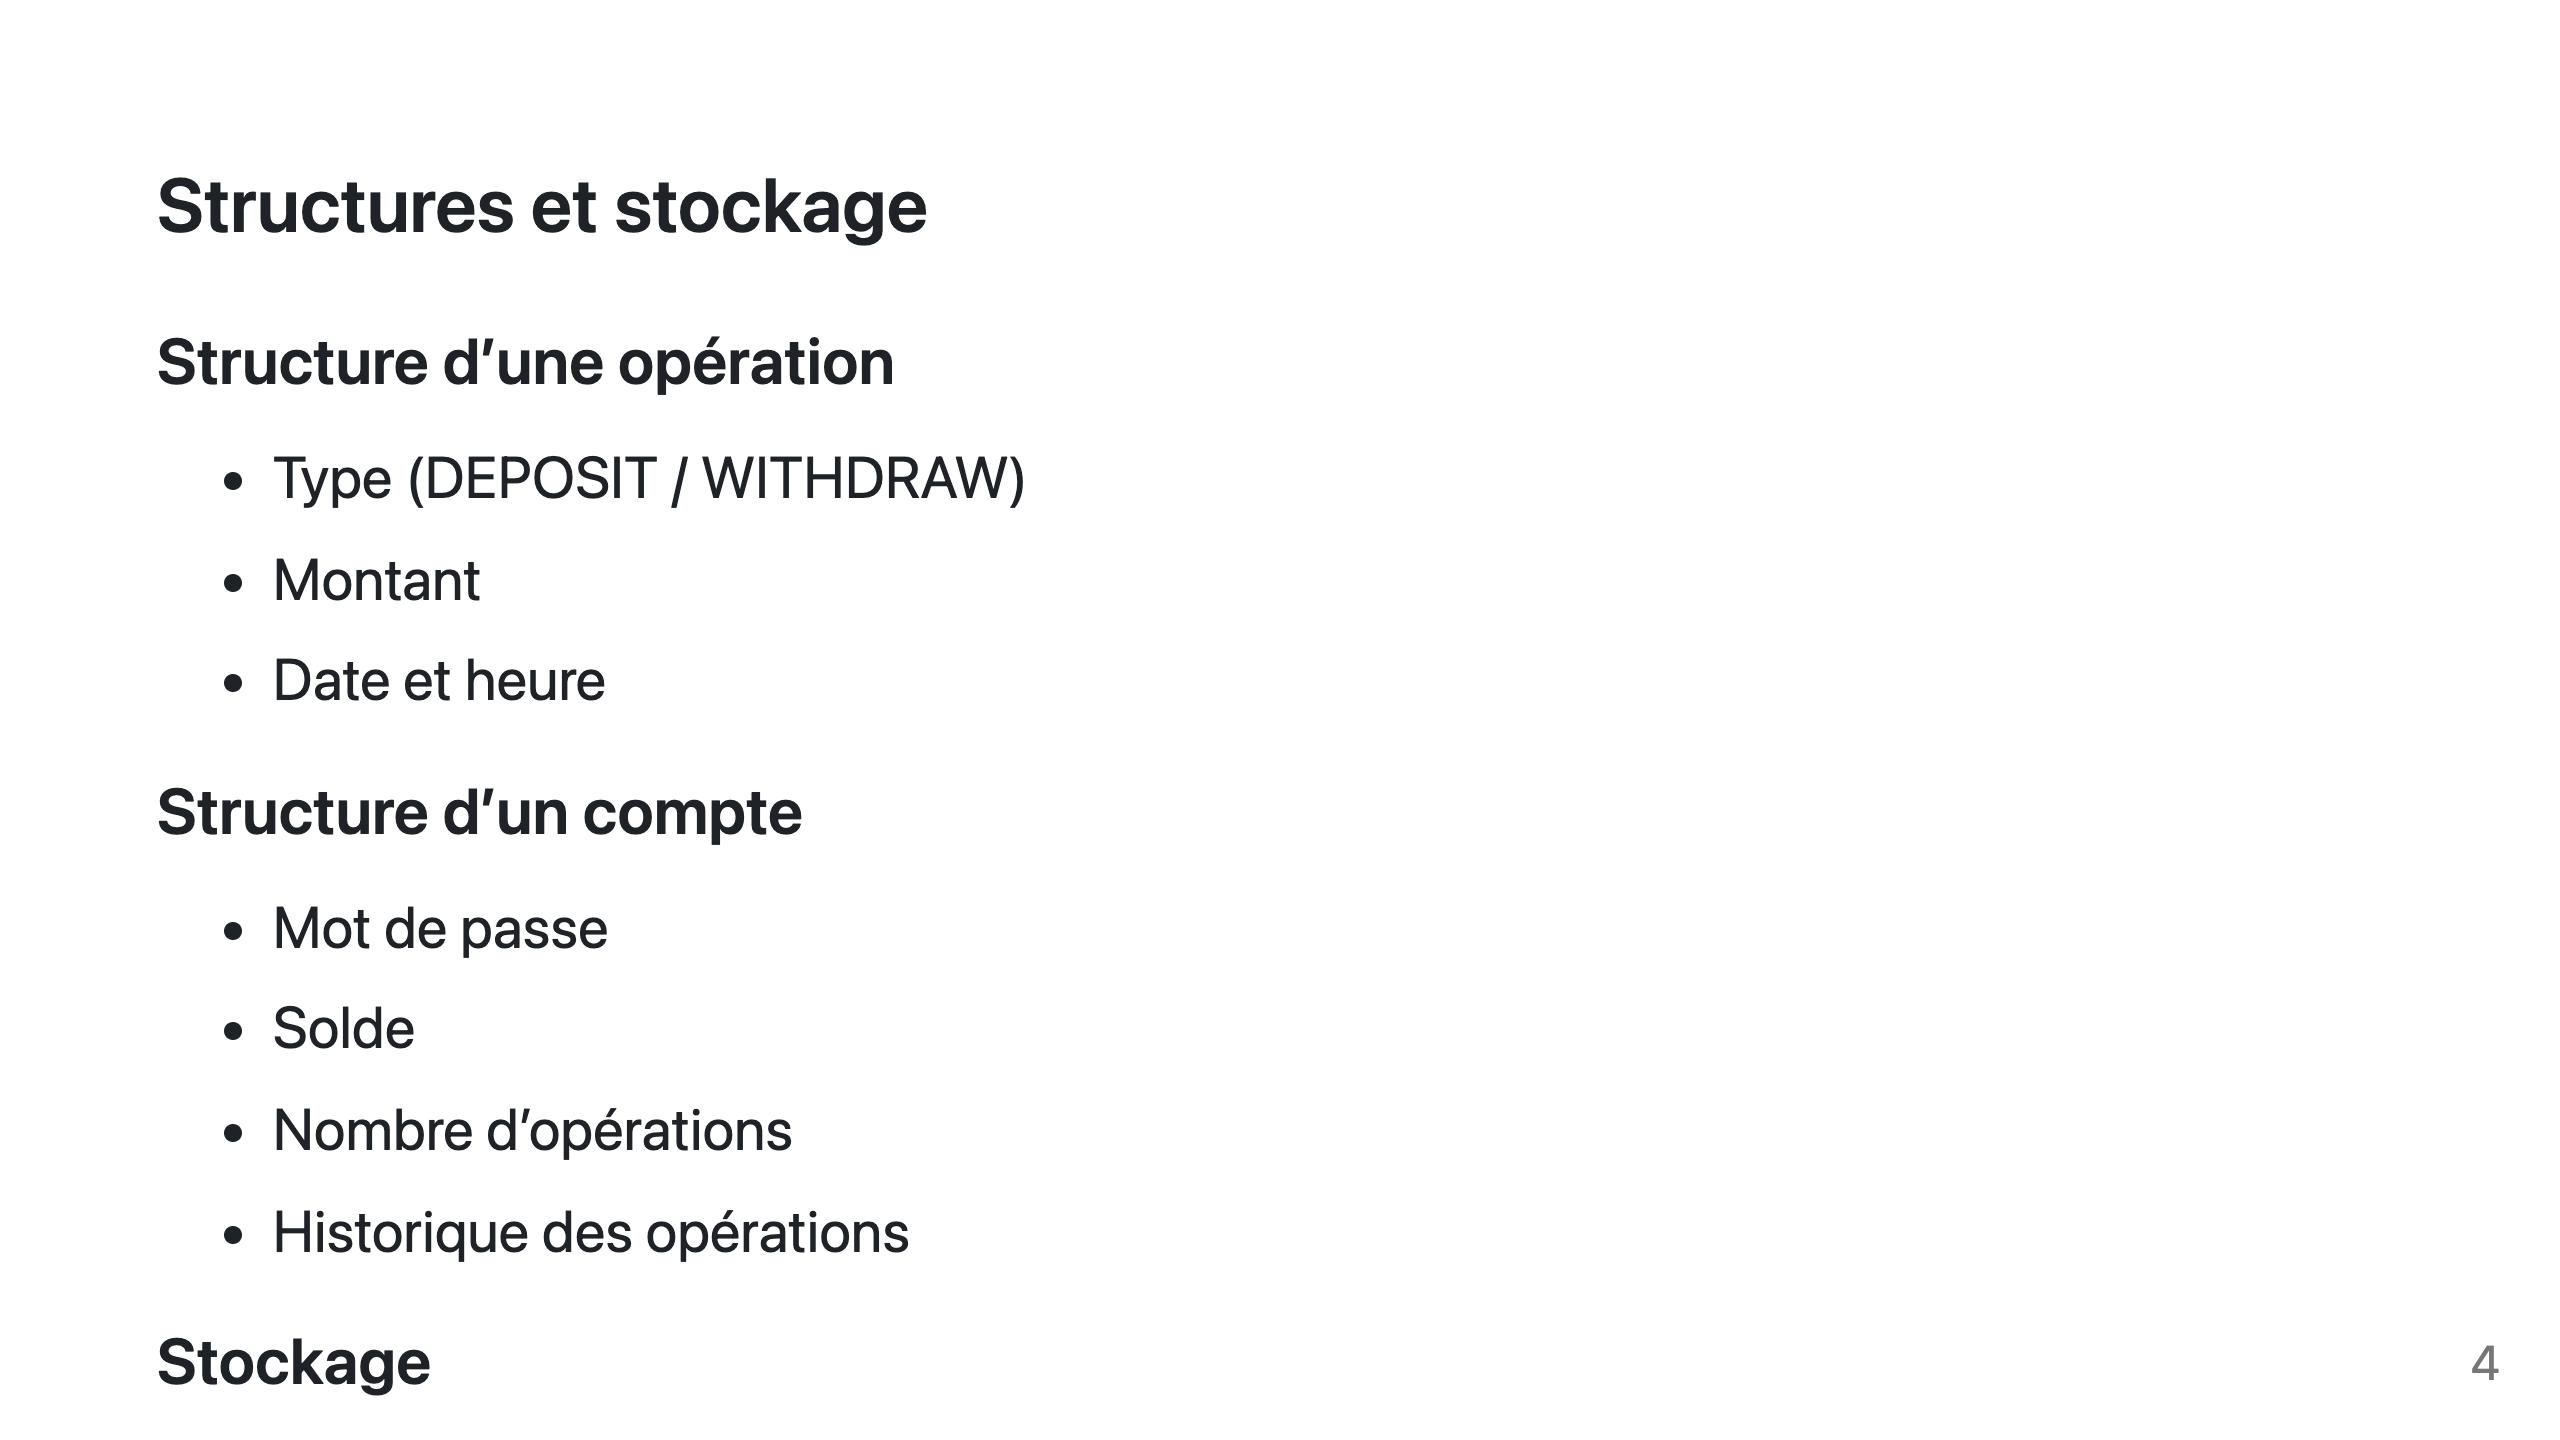 Structures et stockage
Structure d’une opération
• Type (DEPOSIT / WITHDRAW)
• Montant
• Date et heure
Structure d’un compte
• Mot de passe
• Solde
• Nombre d’opérations
• Historique des opérations
Stockage
4